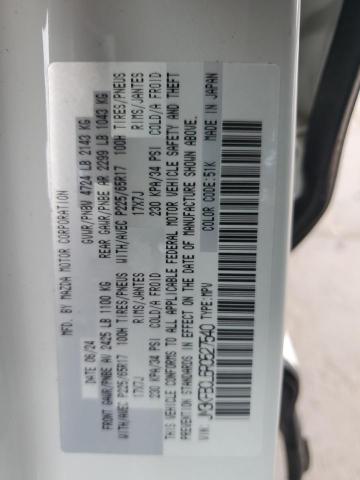 MFD. BY MAZDA MOTOR CORPORATION
DATE: 06/24 GVWR/PNBV 4724 LB 2143 KG
FRONT GAWR/PNBE AV 2425 LB 1100 KG REAR GAWR/PNBE AR 2299 LB 1043 KG
WITH/AVEC P225/65R17 100H TIRES/PNEUS WITH/AVEC P225/65R17 100H TIRES/PNEUS
17X7J RIMS/JANTES 17X7J RIMS/JANTES
230 KPA/34 PSI COLD/A FROID 230 KPA/34 PSI COLD/A FROID
THIS VEHICLE CONFORMS TO ALL APPLICABLE FEDERAL MOTOR VEHICLE SAFETY AND THEFT
PREVENTION STANDARDS IN EFFECT ON THE DATE OF MANUFACTURE SHOWN ABOVE.
COLOR CODE:51K MADE IN JAPAN
TYPE:MPV